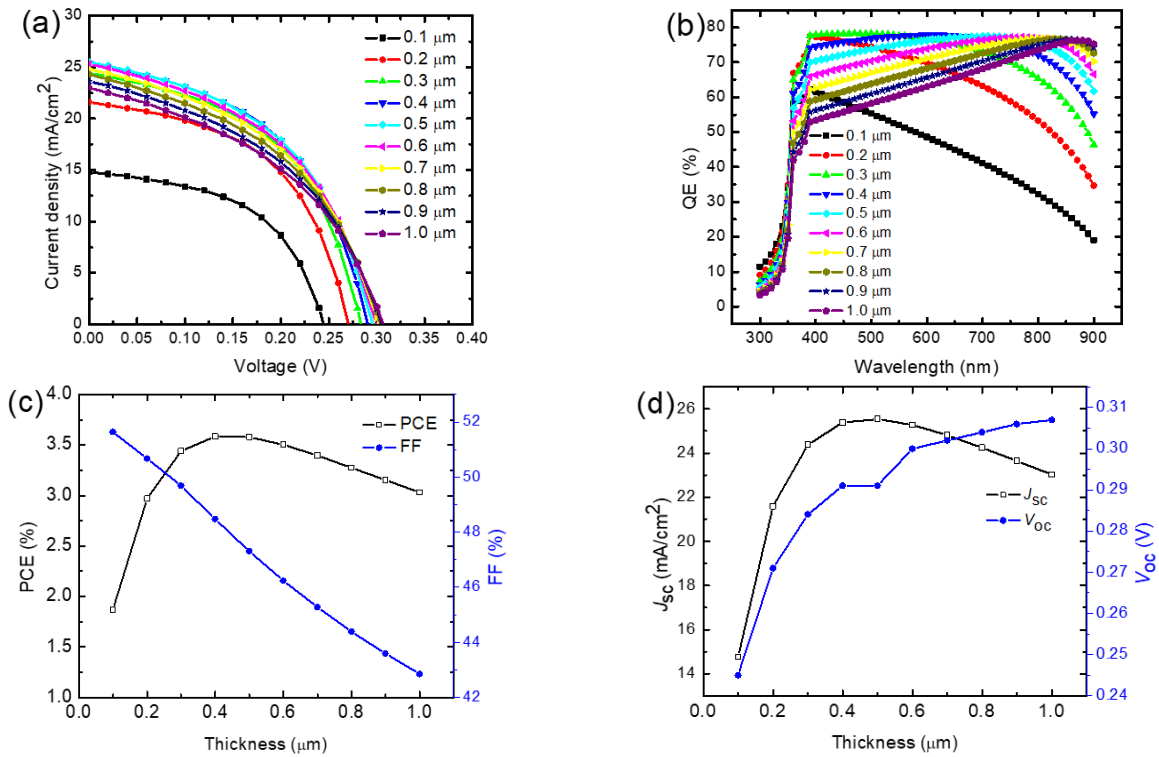 (a)
30
25
20
15
10
5
0
0.00 0.05 0.10 0.15 0.20 0.25 0.30 0.35 0.40
Current density (mA/cm²)
Voltage (V)
0.1 μm
0.2 μm
0.3 μm
0.4 μm
0.5 μm
0.6 μm
0.7 μm
0.8 μm
0.9 μm
1.0 μm
(b)
80
70
60
50
40
30
20
10
0
300 400 500 600 700 800 900
QE (%)
Wavelength (nm)
0.1 μm
0.2 μm
0.3 μm
0.4 μm
0.5 μm
0.6 μm
0.7 μm
0.8 μm
0.9 μm
1.0 μm
(c)
4.0
3.5
3.0
2.5
2.0
1.5
1.0
PCE (%)
PCE
FF
52
50
48
46
44
42
FF (%)
0.0 0.2 0.4 0.6 0.8 1.0
Thickness (μm)
(d)
26
24
22
20
18
16
14
Jsc (mA/cm²)
Jsc
Voc
0.31
0.30
0.29
0.28
0.27
0.26
0.25
0.24
Voc (V)
0.0 0.2 0.4 0.6 0.8 1.0
Thickness (μm)